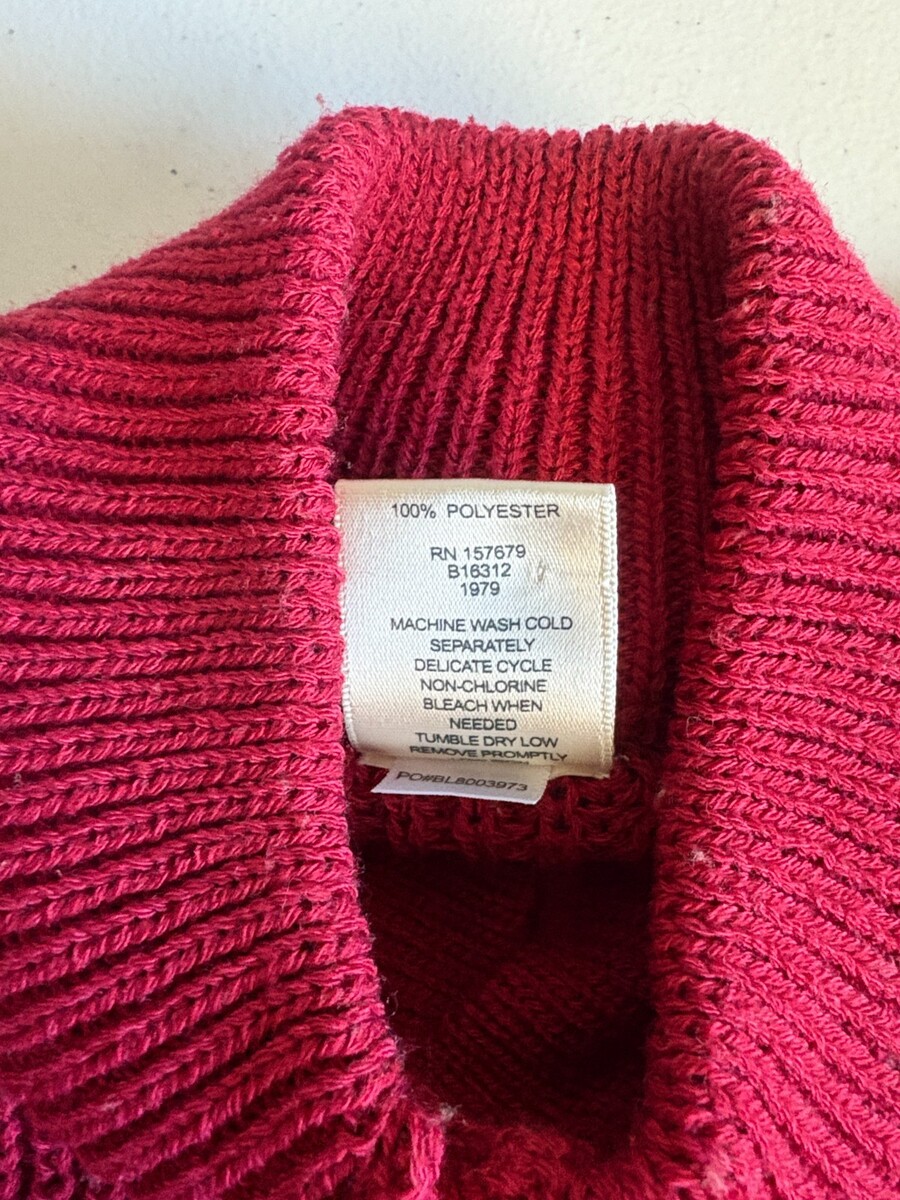 100% POLYESTER
RN 157679
B16312
1979
MACHINE WASH COLD
SEPARATELY
DELICATE CYCLE
NON-CHLORINE
BLEACH WHEN
NEEDED
TUMBLE DRY LOW
REMOVE PROMPTLY
PO#BL8003973